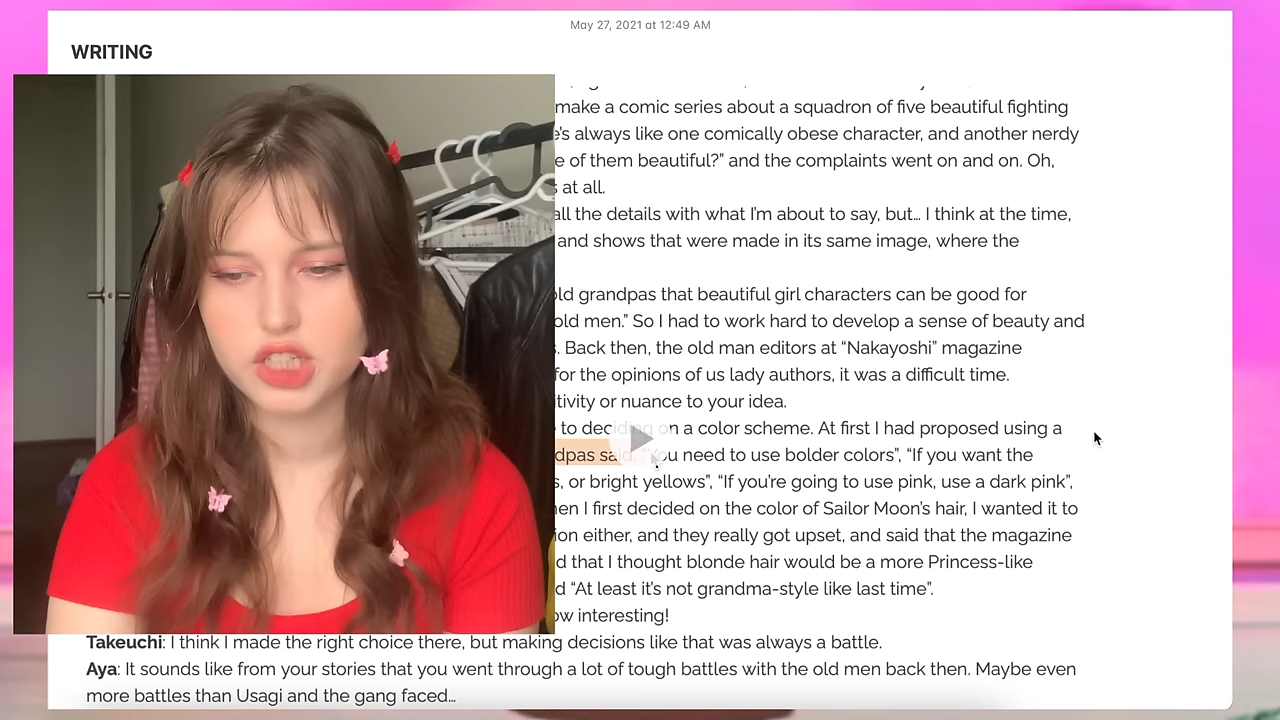 May 27, 2021 at 12:49 AM
WRITING
make a comic series about a squadron of five beautiful fighting
e's always like one comically obese character, and another nerdy
e of them beautiful?” and the complaints went on and on. Oh,
s at all.
all the details with what I'm about to say, but… I think at the time,
and shows that were made in its same image, where the
old grandpas that beautiful girl characters can be good for
old men.” So I had to work hard to develop a sense of beauty and
s. Back then, the old man editors at “Nakayoshi” magazine
for the opinions of us lady authors, it was a difficult time.
itivity or nuance to your idea.
e to deciding on a color scheme. At first I had proposed using a
dpas said, “You need to use bolder colors”, “If you want the
s, or bright yellows”, “If you're going to use pink, use a dark pink”,
en I first decided on the color of Sailor Moon's hair, I wanted it to
ion either, and they really got upset, and said that the magazine
d that I thought blonde hair would be a more Princess-like
d “At least it's not grandma-style like last time”.
ow interesting!
Takeuchi: I think I made the right choice there, but making decisions like that was always a battle.
Aya: It sounds like from your stories that you went through a lot of tough battles with the old men back then. Maybe even
more battles than Usagi and the gang faced…